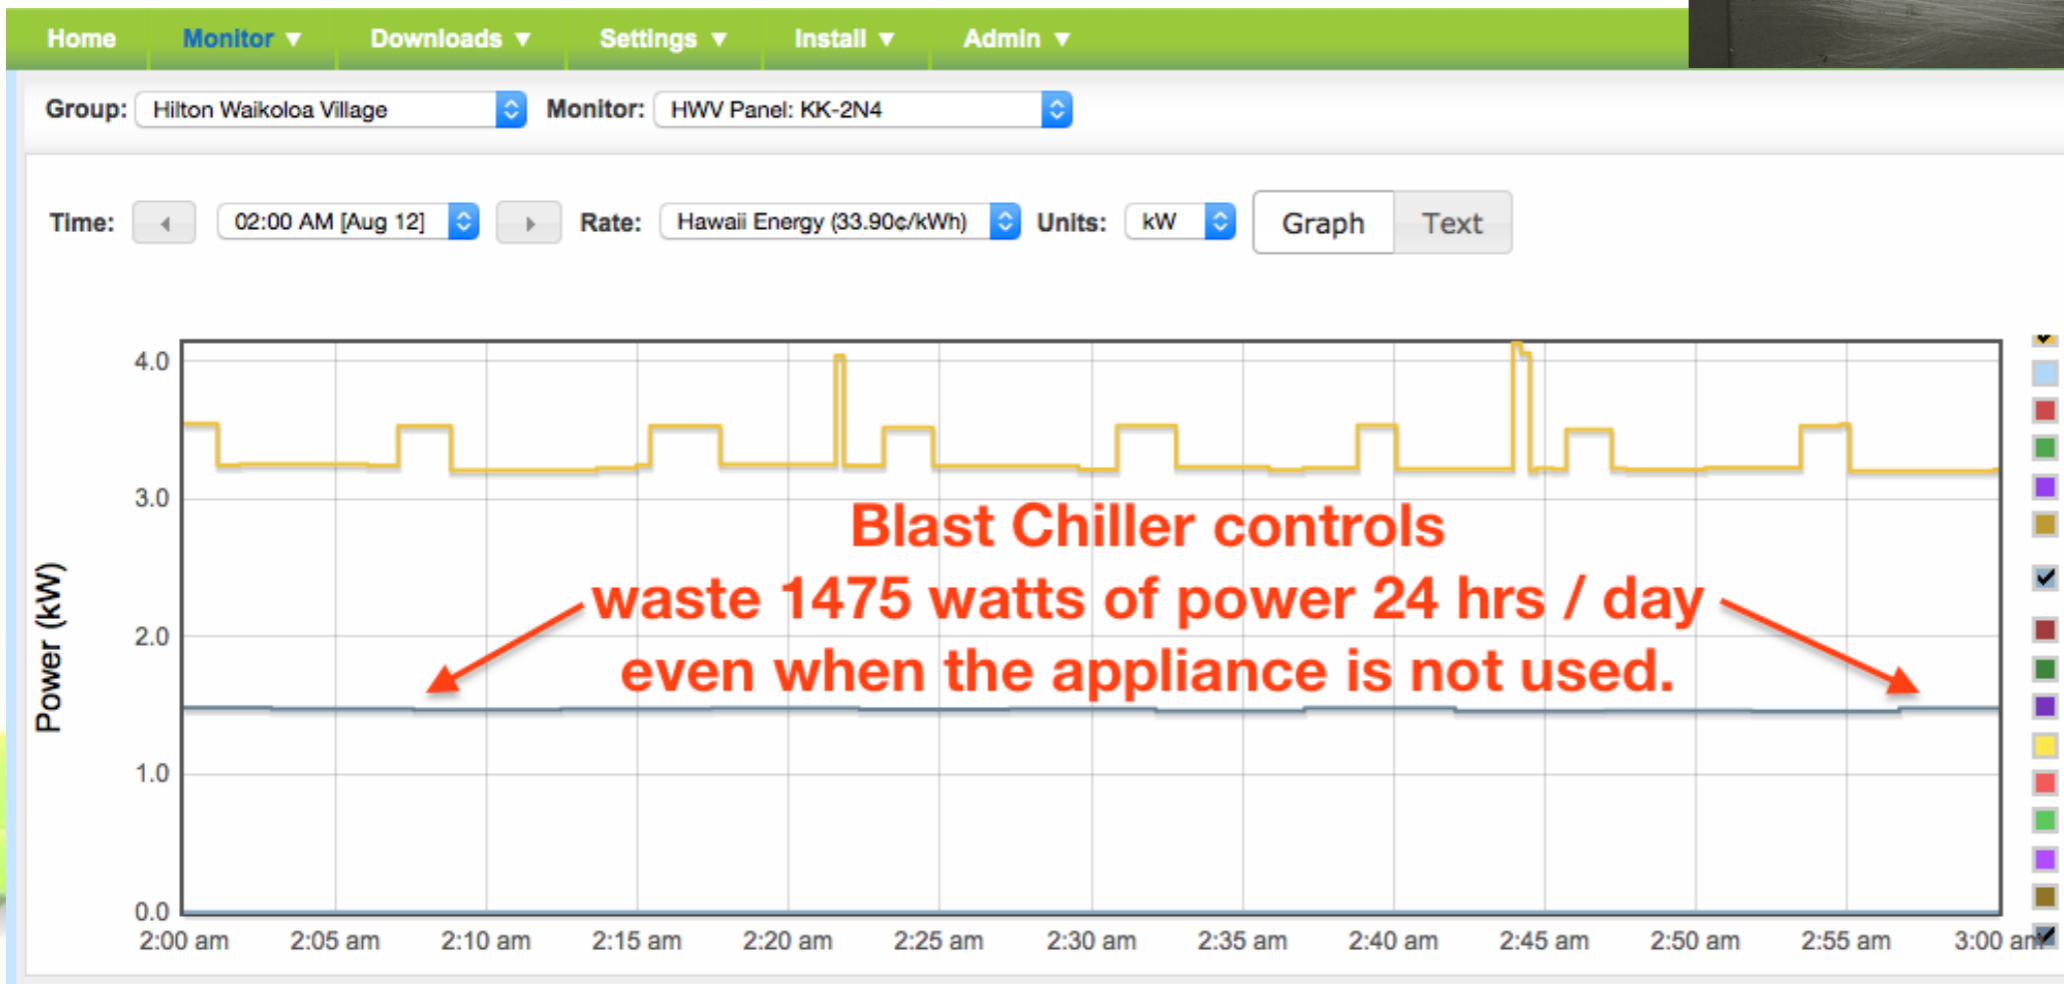 Home Monitor ▼ Downloads ▼ Settings ▼ Install ▼ Admin ▼
Group: Hilton Waikoloa Village Monitor: HWV Panel: KK-2N4
Time: 02:00 AM [Aug 12] Rate: Hawaii Energy (33.90¢/kWh) Units: kW Graph Text
Power (kW)
4.0
3.0
2.0
1.0
0.0
Blast Chiller controls
waste 1475 watts of power 24 hrs / day
even when the appliance is not used.
2:00 am 2:05 am 2:10 am 2:15 am 2:20 am 2:25 am 2:30 am 2:35 am 2:40 am 2:45 am 2:50 am 2:55 am 3:00 am